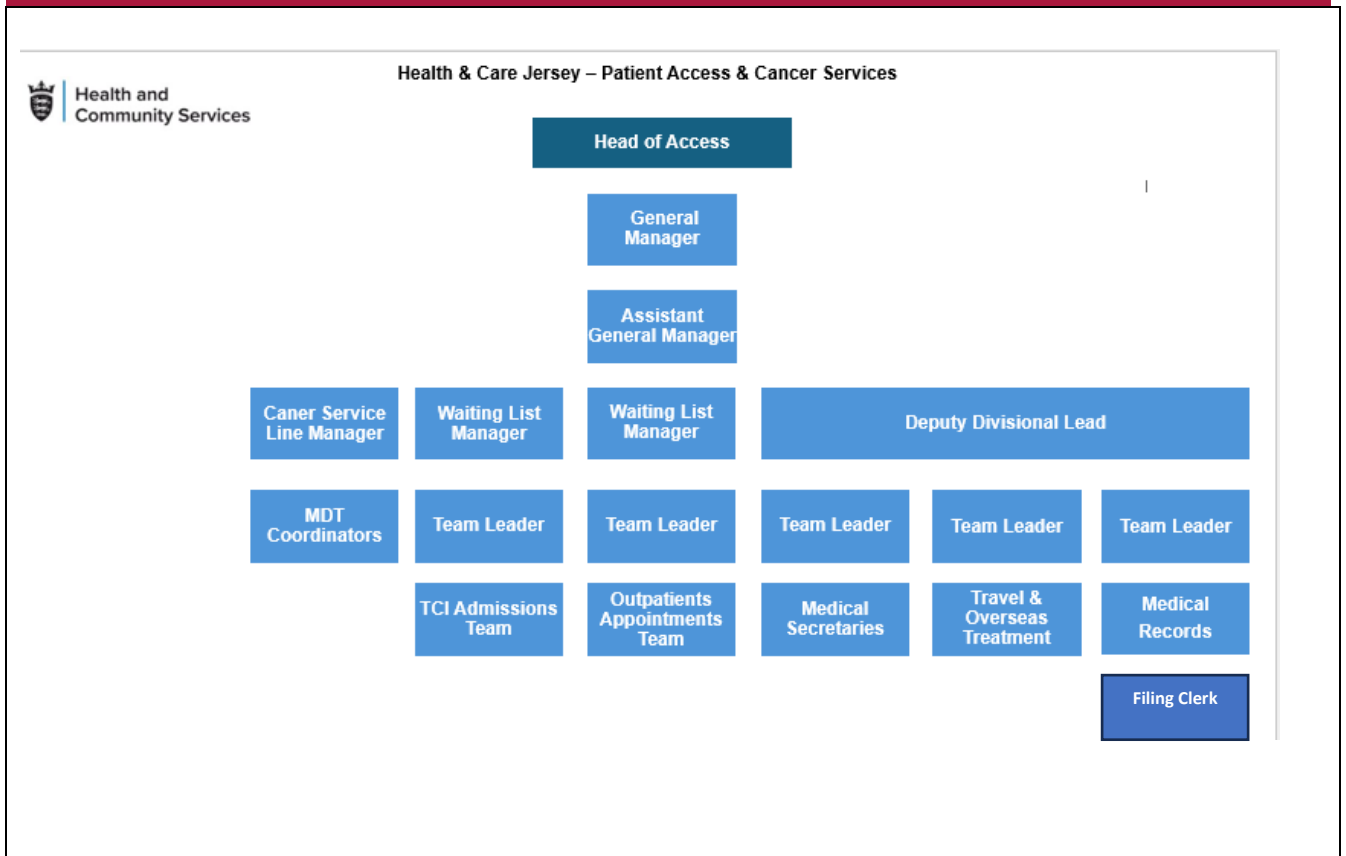 Health & Care Jersey – Patient Access & Cancer Services
Health and
Community Services
Head of Access
General
Manager
Assistant
General Manager
Caner Service
Line Manager
Waiting List
Manager
Waiting List
Manager
Deputy Divisional Lead
MDT
Coordinators
Team Leader
Team Leader
Team Leader
Team Leader
Team Leader
TCI Admissions
Team
Outpatients
Appointments
Team
Medical
Secretaries
Travel &
Overseas
Treatment
Medical
Records
Filing Clerk